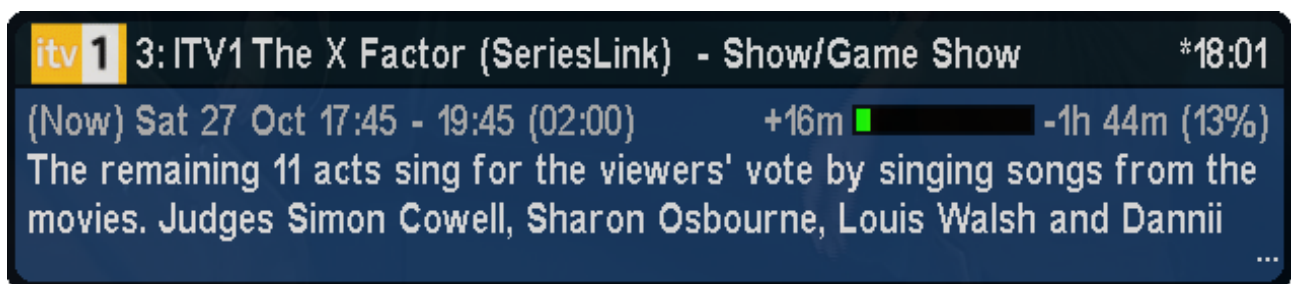 itv 1 3: ITV1 The X Factor (SeriesLink) - Show/Game Show *18:01
(Now) Sat 27 Oct 17:45 - 19:45 (02:00) +16m -1h 44m (13%)
The remaining 11 acts sing for the viewers' vote by singing songs from the
movies. Judges Simon Cowell, Sharon Osbourne, Louis Walsh and Dannii
...